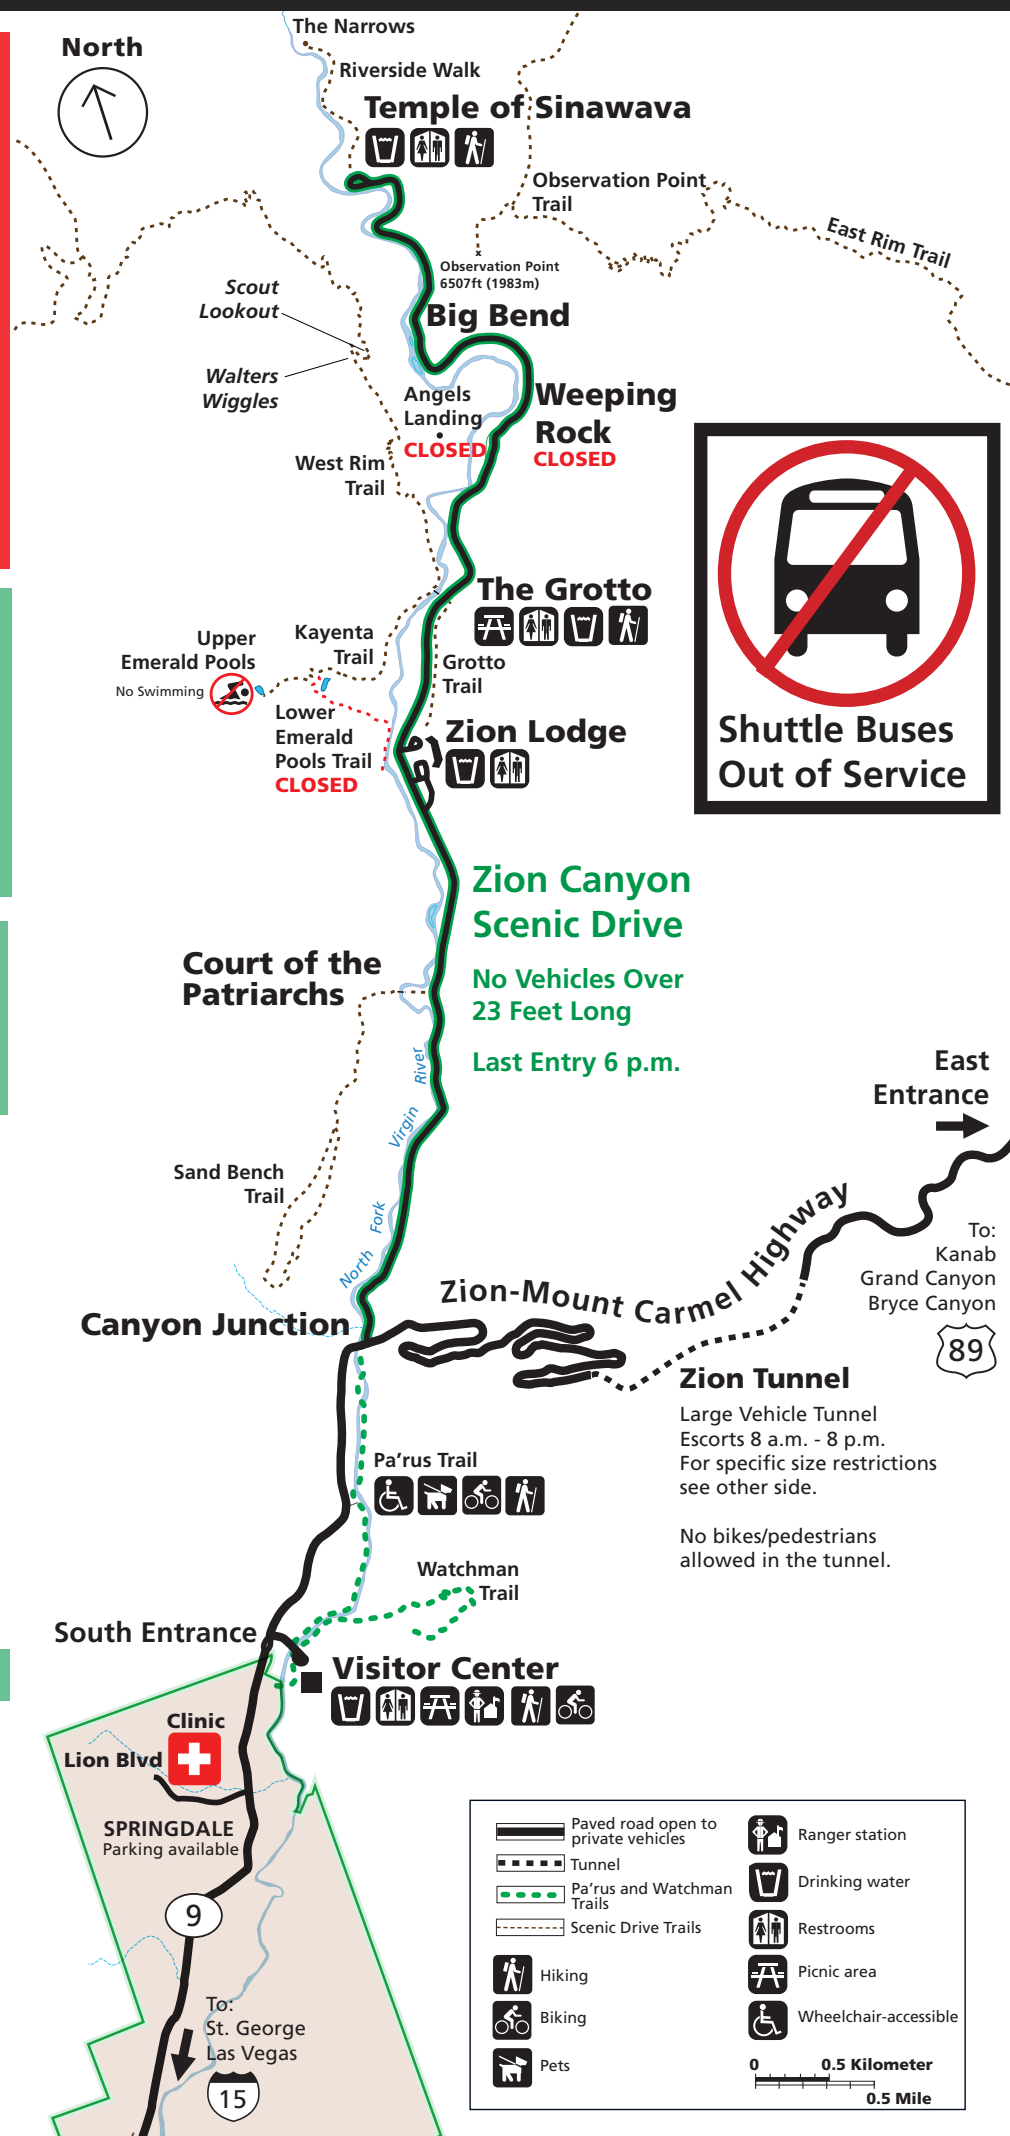 The Narrows
North
Riverside Walk
Temple of Sinawava
Observation Point
Trail
East Rim Trail
Observation Point
6507ft (1983m)
Scout
Lookout
Big Bend
Walters
Wiggles
Angels
Landing
CLOSED
Weeping
Rock
CLOSED
West Rim
Trail
Shuttle Buses
Out of Service
The Grotto
Kayenta
Trail
Upper
Emerald Pools
No Swimming
Grotto
Trail
Lower
Emerald
Pools Trail
CLOSED
Zion Lodge
Zion Canyon
Scenic Drive
No Vehicles Over
23 Feet Long
Last Entry 6 p.m.
Court of the
Patriarchs
North Fork Virgin River
East
Entrance
Sand Bench
Trail
Zion-Mount Carmel Highway
To:
Kanab
Grand Canyon
Bryce Canyon
89
Canyon Junction
Zion Tunnel
Large Vehicle Tunnel
Escorts 8 a.m. - 8 p.m.
For specific size restrictions
see other side.
No bikes/pedestrians
allowed in the tunnel.
Pa'rus Trail
Watchman
Trail
South Entrance
Visitor Center
Clinic
Lion Blvd
SPRINGDALE
Parking available
9
To:
St. George
Las Vegas
15
Paved road open to
private vehicles
Tunnel
Pa'rus and Watchman
Trails
Scenic Drive Trails
Hiking
Biking
Pets
Ranger station
Drinking water
Restrooms
Picnic area
Wheelchair-accessible
0 0.5 Kilometer
0.5 Mile